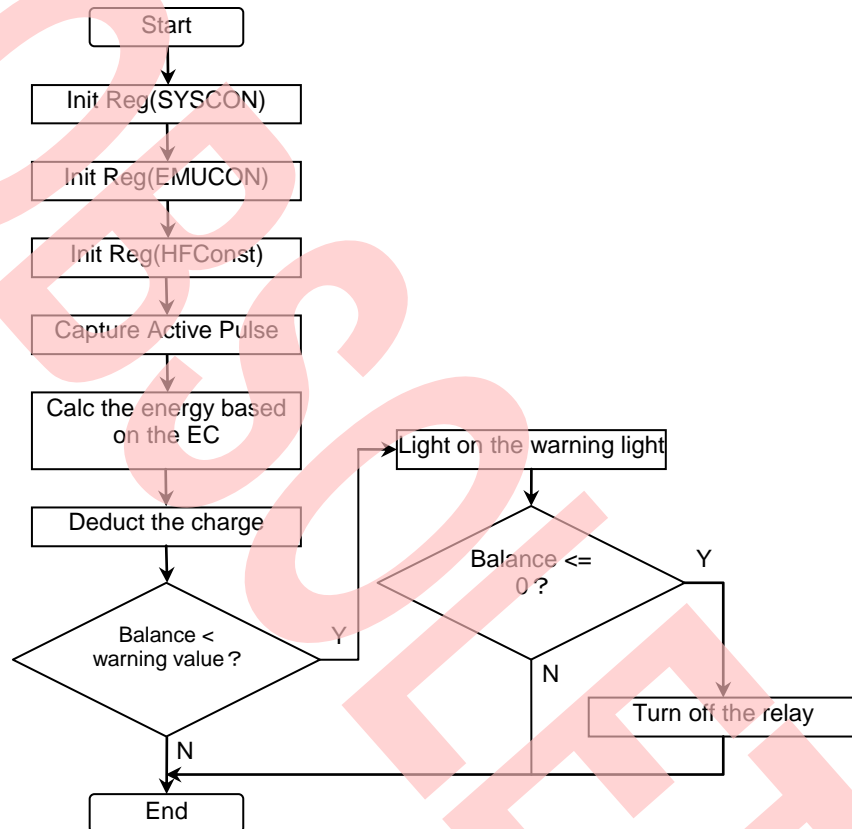 Start
Init Reg(SYSCON)
Init Reg(EMUCON)
Init Reg(HFConst)
Capture Active Pulse
Calc the energy based
on the EC
Deduct the charge
Balance <
warning value？
Y
N
Light on the warning light
Balance <=
0？
Y
N
Turn off the relay
End
OBSOLET